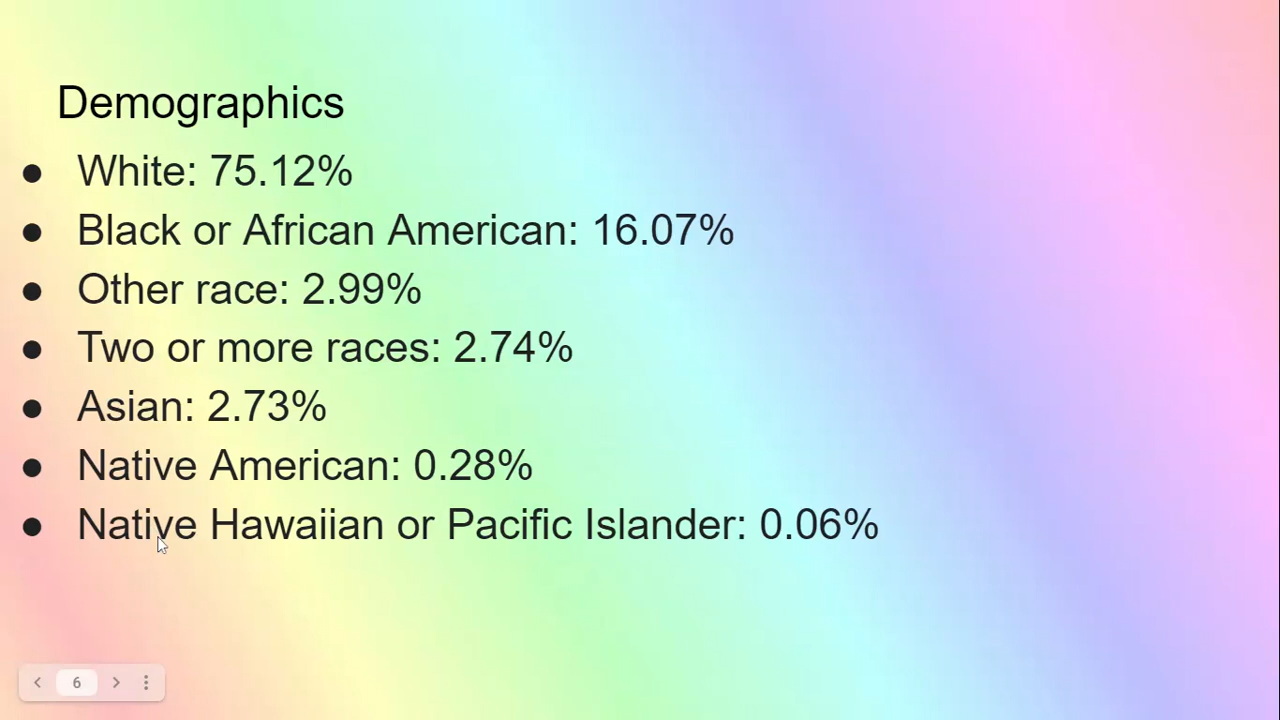 Demographics
● White: 75.12%
● Black or African American: 16.07%
● Other race: 2.99%
● Two or more races: 2.74%
● Asian: 2.73%
● Native American: 0.28%
● Native Hawaiian or Pacific Islander: 0.06%
6